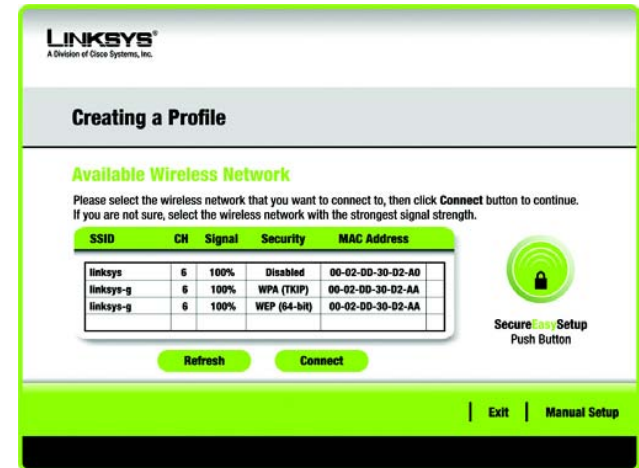 LINKSYS®
A Division of Cisco Systems, Inc.
Creating a Profile
Available Wireless Network
Please select the wireless network that you want to connect to, then click Connect button to continue.
If you are not sure, select the wireless network with the strongest signal strength.
SSID CH Signal Security MAC Address
linksys 6 100% Disabled 00-02-DD-30-D2-A0
linksys-g 6 100% WPA (TKIP) 00-02-DD-30-D2-AA
linksys-g 6 100% WEP (64-bit) 00-02-DD-30-D2-AA
SecureEasySetup
Push Button
Refresh Connect
Exit Manual Setup